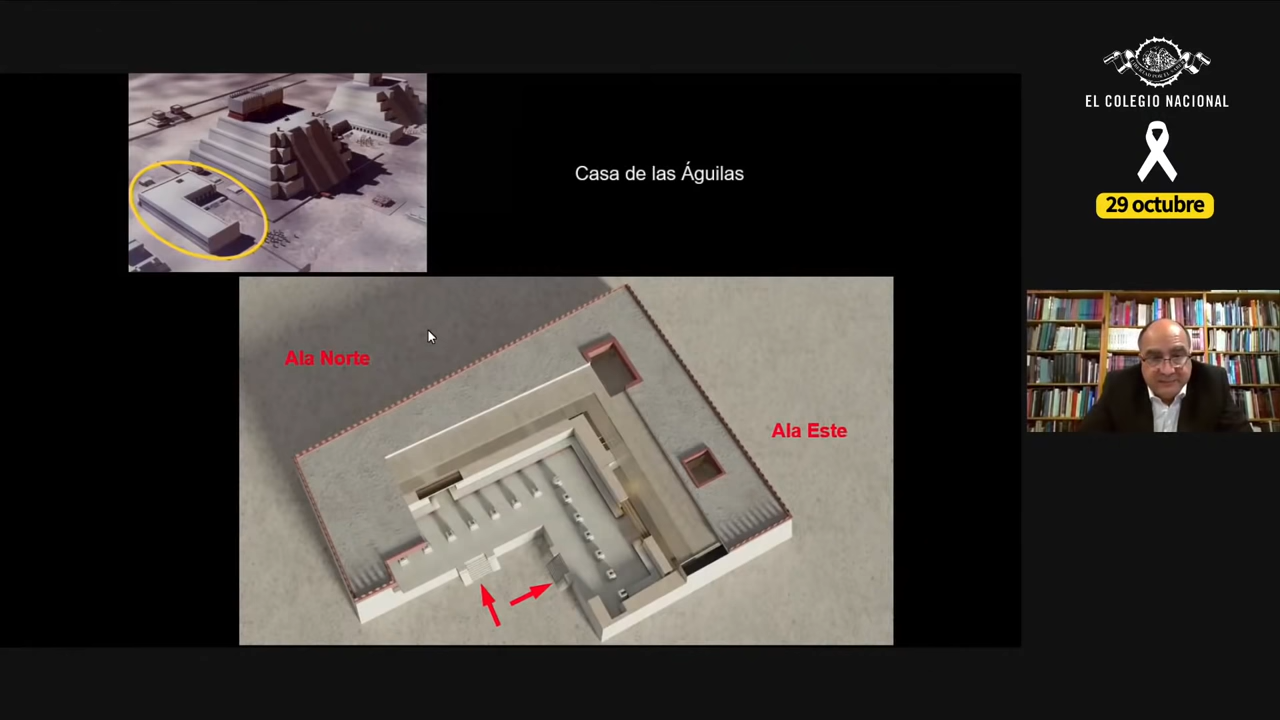 Casa de las Águilas
Ala Norte
Ala Este
EL COLEGIO NACIONAL
29 octubre